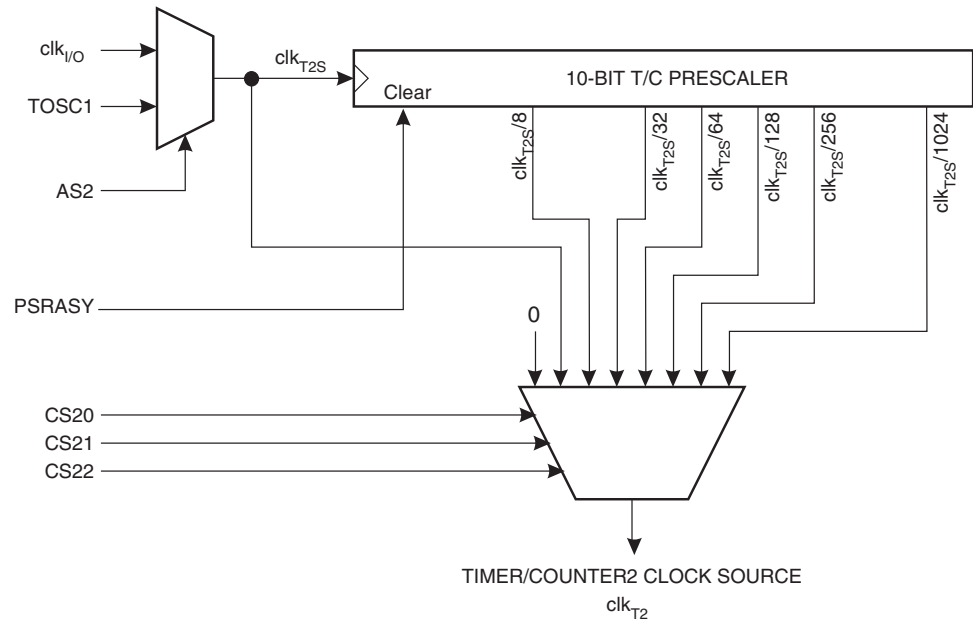 clkI/O
TOSC1
AS2
clkT2S
10-BIT T/C PRESCALER
Clear
clkT2S/8
clkT2S/32
clkT2S/64
clkT2S/128
clkT2S/256
clkT2S/1024
PSRASY
0
CS20
CS21
CS22
TIMER/COUNTER2 CLOCK SOURCE
clkT2